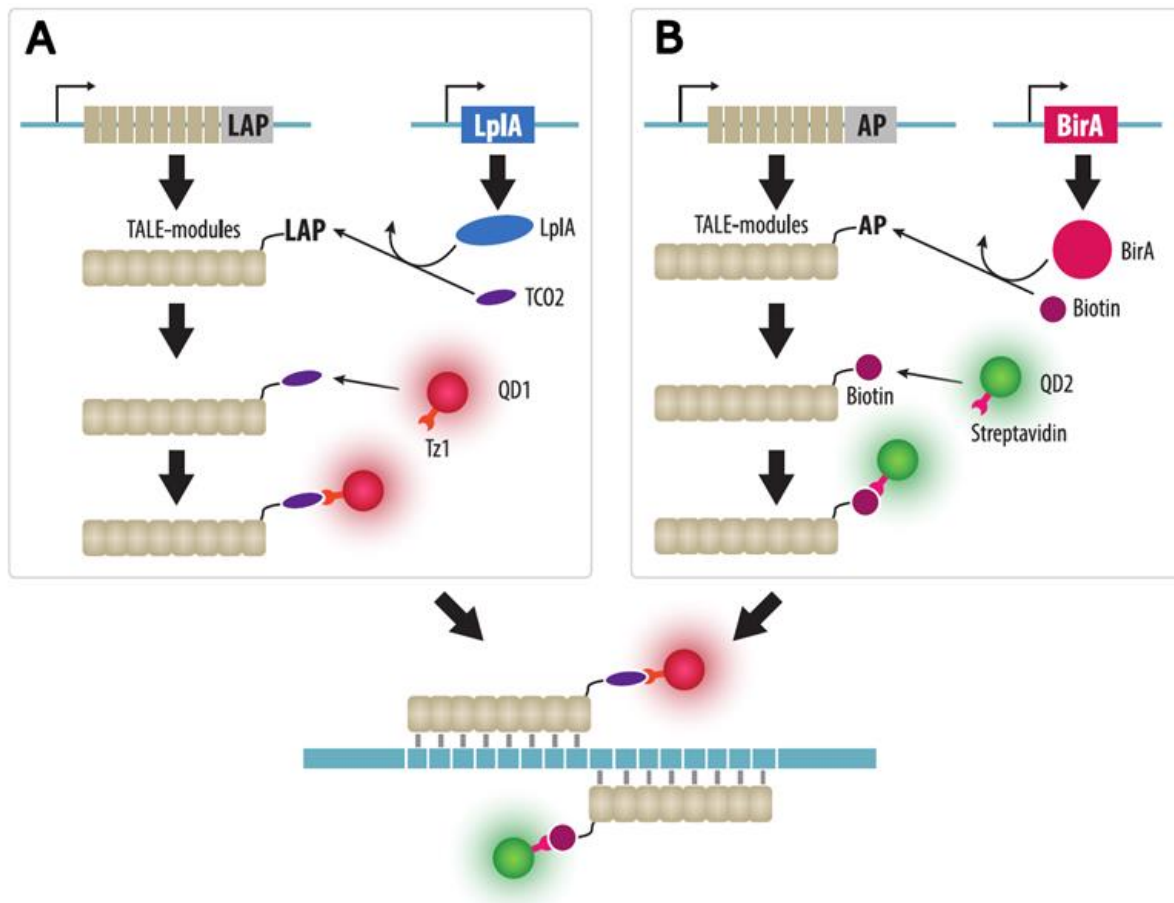 A
LAP
LplA
TALE-modules
LAP
LplA
TCO2
QD1
Tz1
B
AP
BirA
TALE-modules
AP
BirA
Biotin
Biotin
QD2
Streptavidin